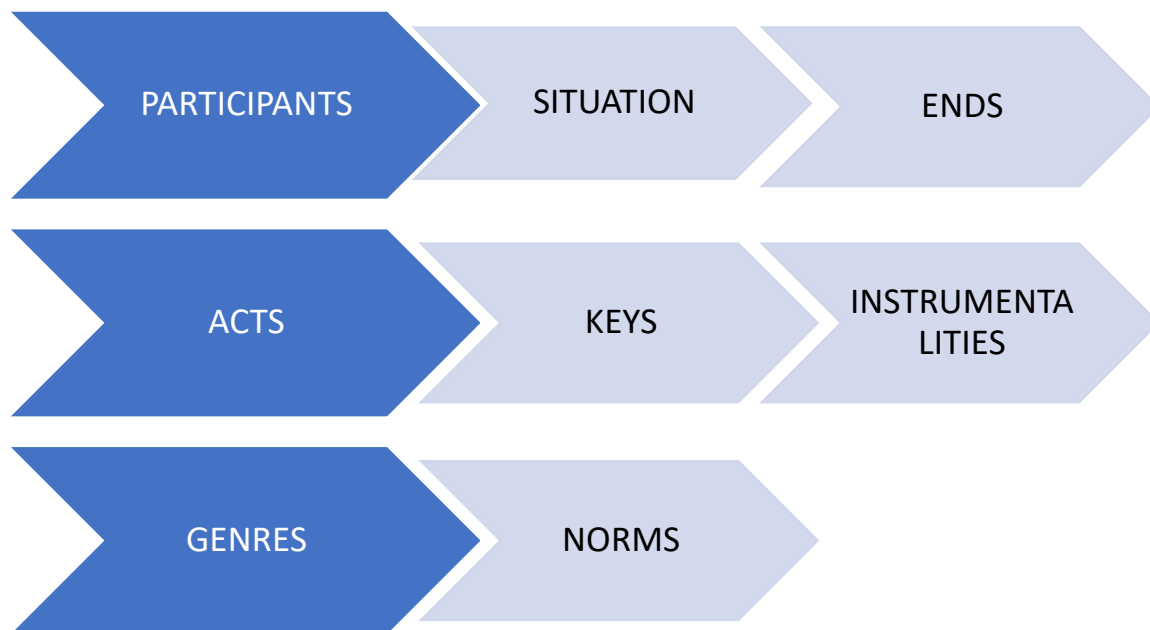 PARTICIPANTS
SITUATION
ENDS
ACTS
KEYS
INSTRUMENTA
LITIES
GENRES
NORMS